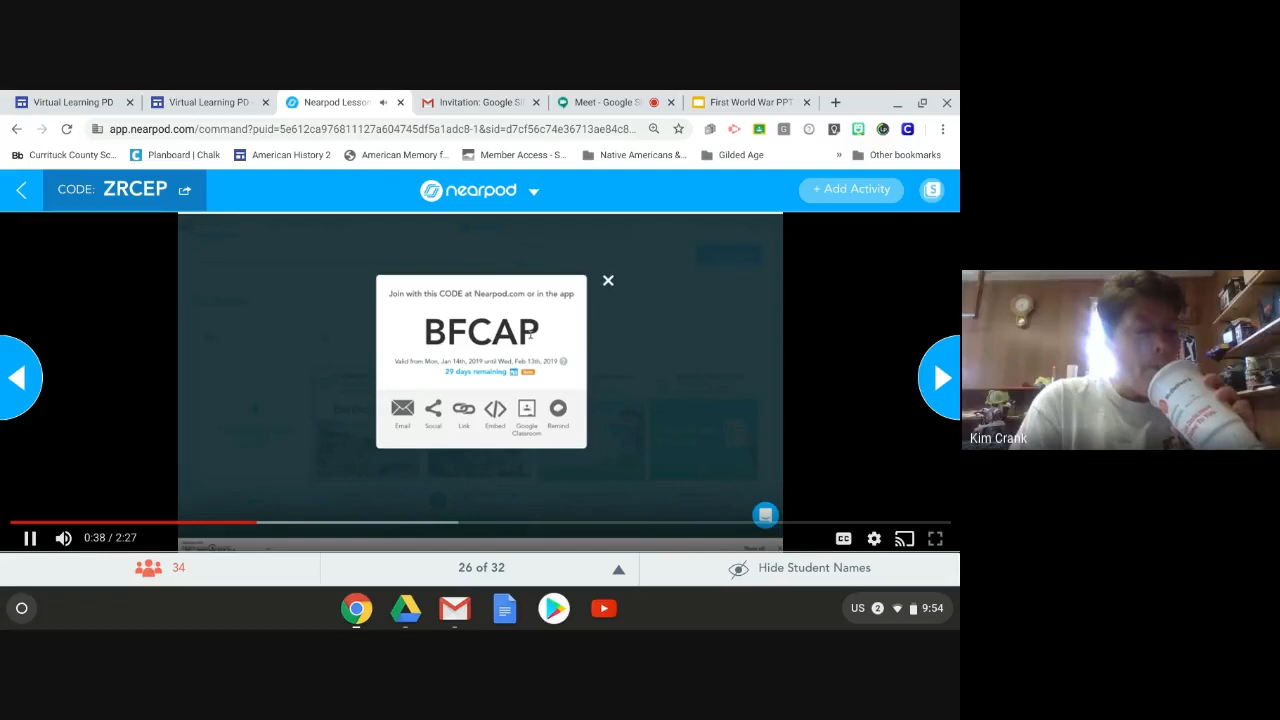 Virtual Learning PD
Virtual Learning PD
Nearpod Lesson
Invitation: Google Sli
Meet - Google S
First World War PPT
app.nearpod.com/command?puid=5e612ca976811127a604745df5a1adc8-1&sid=d7cf56c74e36713ae84c8...
Bb Currituck County Sc...
Planboard | Chalk
American History 2
American Memory f...
Member Access - S...
Native Americans &...
Gilded Age
» Other bookmarks
CODE: ZRCEP
nearpod
+ Add Activity
S
Join with this CODE at Nearpod.com or in the app
BFCAP
Valid from Mon, Jan 14th, 2019 until Wed, Feb 13th, 2019
29 days remaining
Email
Social
Link
Embed
Google Classroom
Remind
Kim Crank
0:38 / 2:27
CC
34
26 of 32
Hide Student Names
US 2 9:54